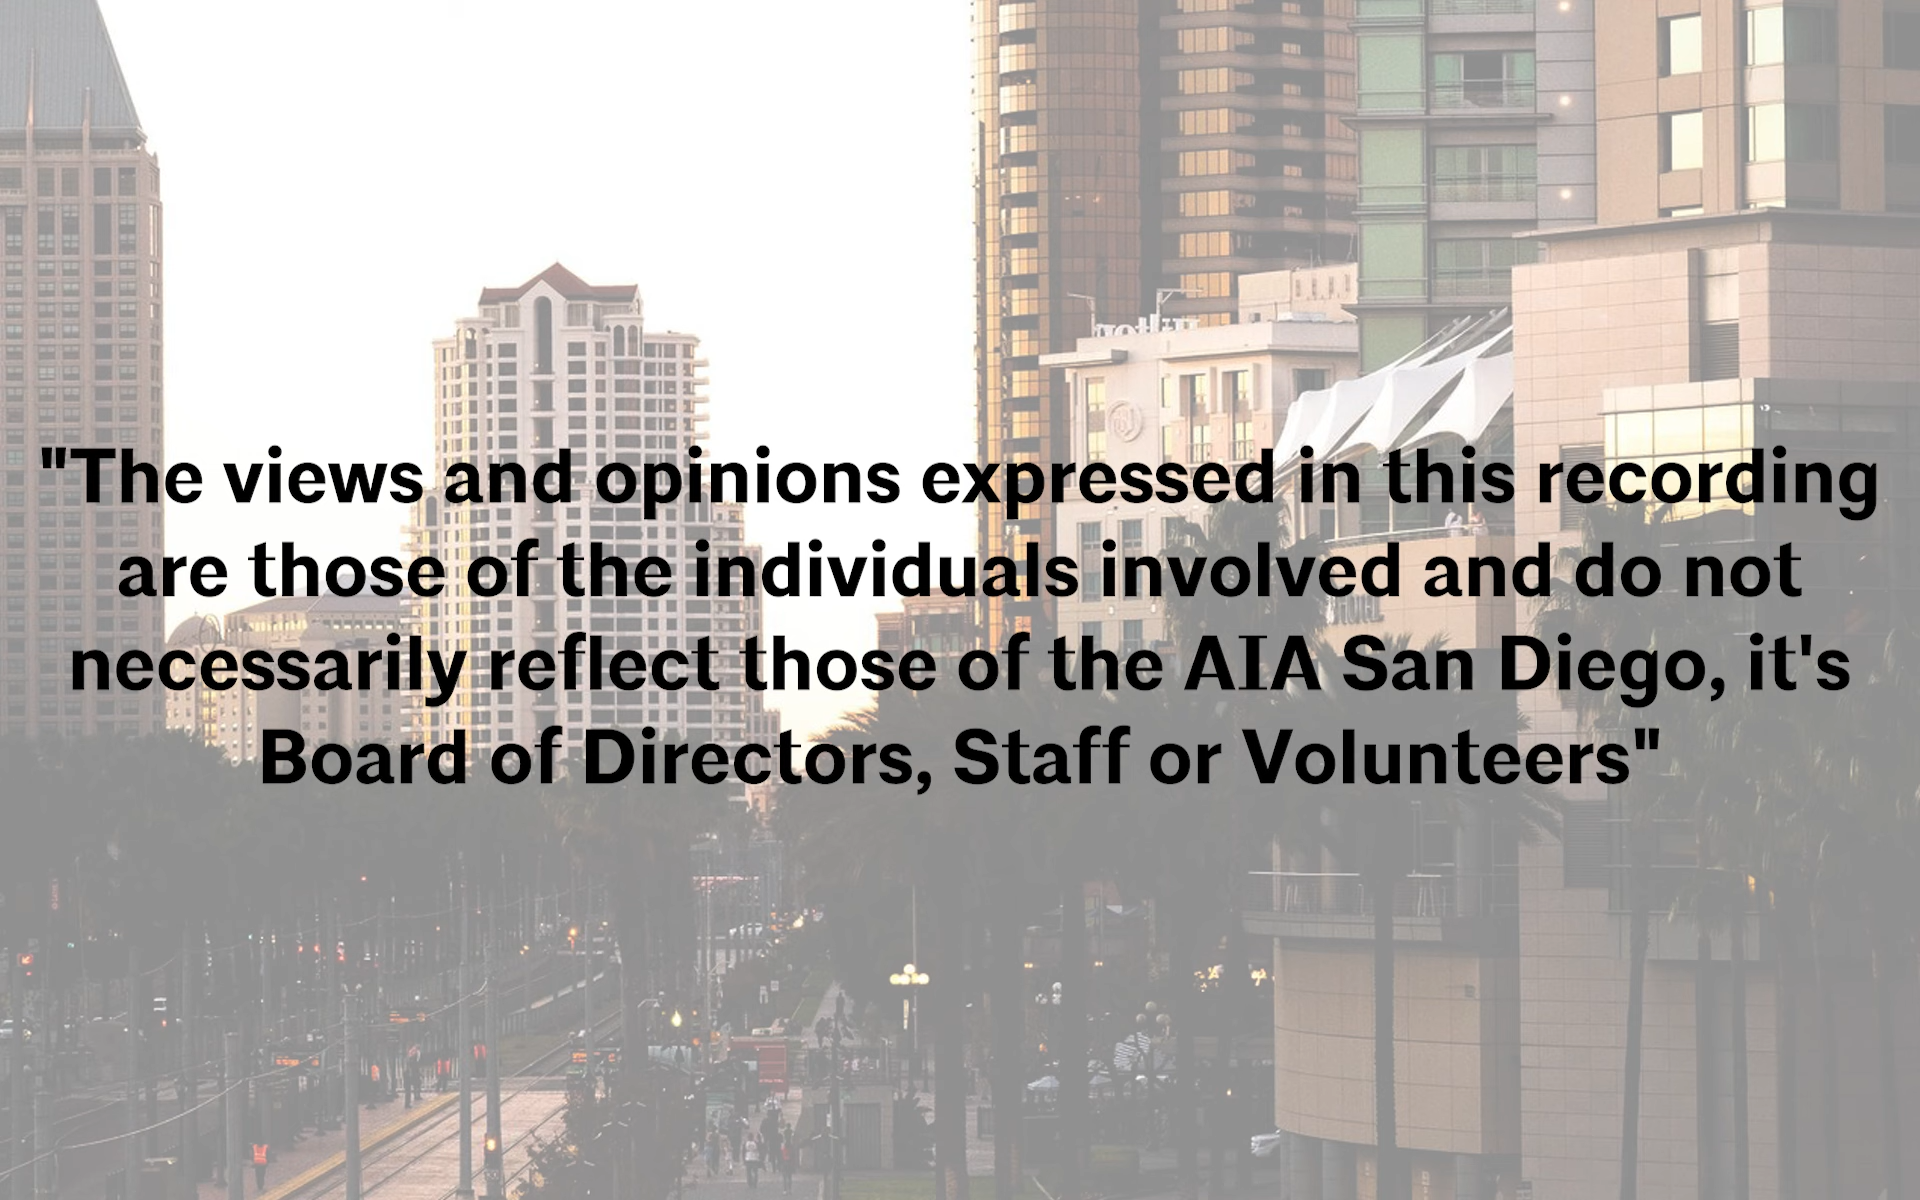 "The views and opinions expressed in this recording
are those of the individuals involved and do not
necessarily reflect those of the AIA San Diego, it's
Board of Directors, Staff or Volunteers"